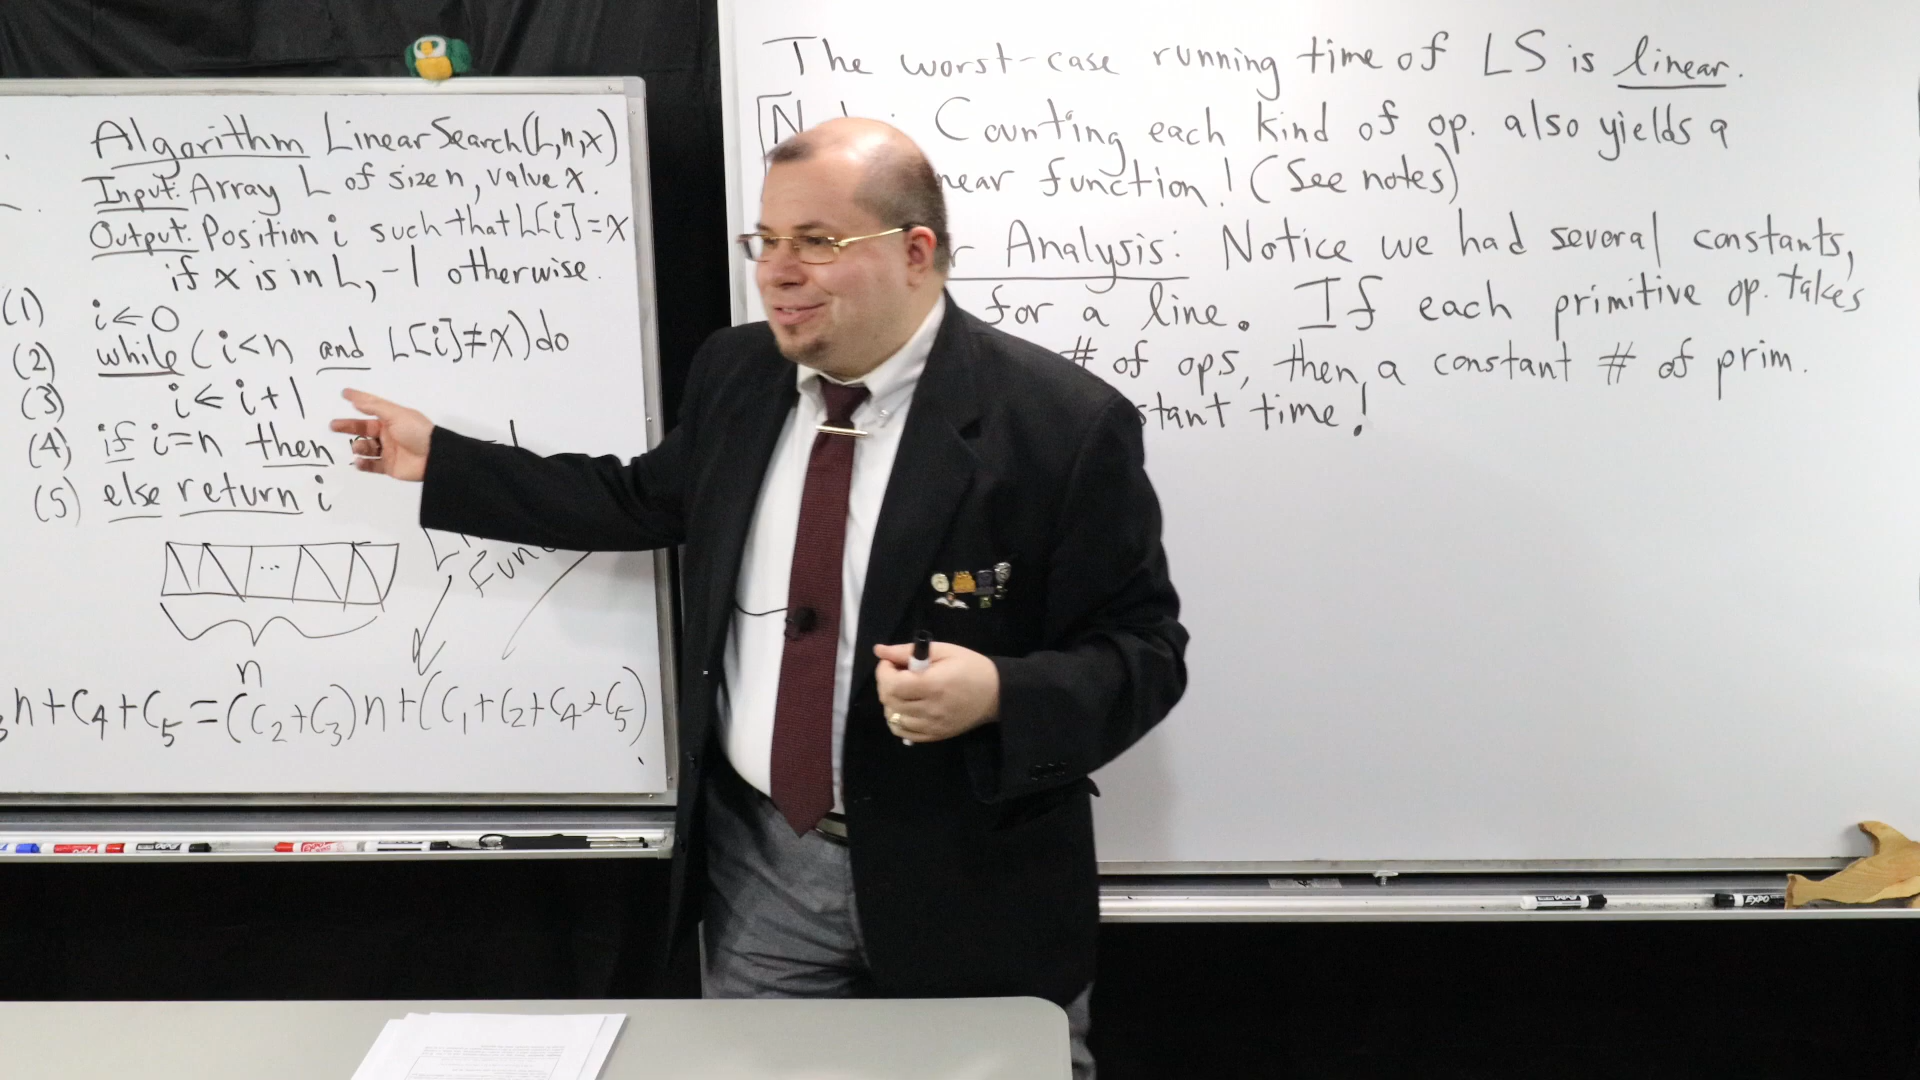 Algorithm LinearSearch(L,n,x)
Input: Array L of size n, value x.
Output: Position i such that L[i]=x
if x is in L, -1 otherwise.
(1) i←0
(2) while (i<n and L[i]≠x) do
(3) i←i+1
(4) if i=n then
(5) else return i
...
n
n+C₄+C₅=(C₂+C₃)n+(C₁+C₂+C₄+C₅)
The worst-case running time of LS is linear.
Counting each kind of op. also yields a
near function! (See notes)
Analysis: Notice we had several constants,
for a line. If each primitive op. takes
# of ops, then, a constant # of prim.
stant time!
EXPO